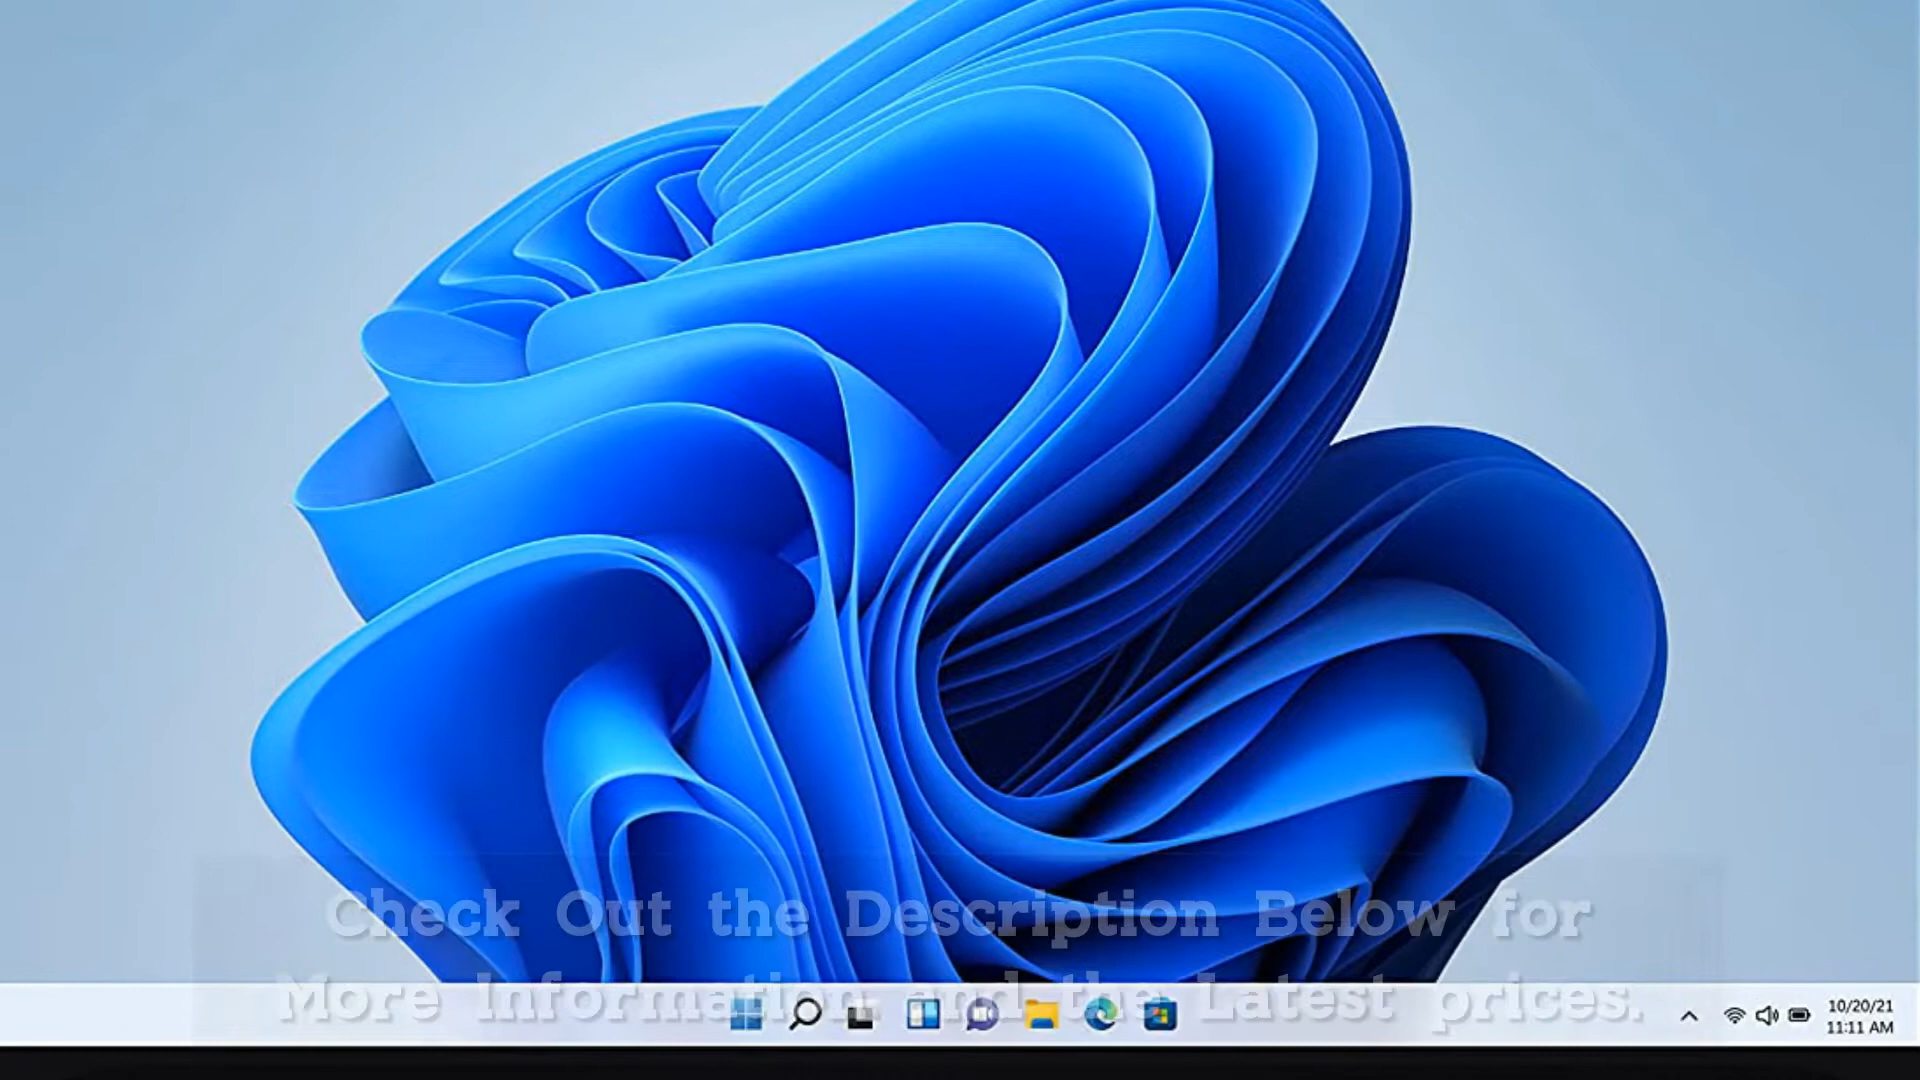 Check Out the Description Below for
More Information and the Latest prices.
10/20/21
11:11 AM